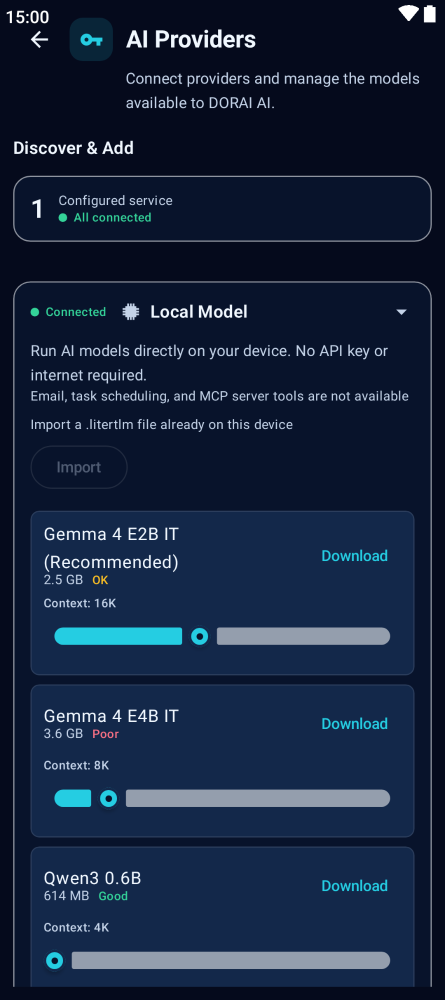 15:00
AI Providers
Connect providers and manage the models
available to DORAI AI.
Discover & Add
1
Configured service
All connected
Connected
Local Model
Run AI models directly on your device. No API key or
internet required.
Email, task scheduling, and MCP server tools are not available
Import a .litertlm file already on this device
Import
Gemma 4 E2B IT
(Recommended)
Download
2.5 GB OK
Context: 16K
Gemma 4 E4B IT
Download
3.6 GB Poor
Context: 8K
Qwen3 0.6B
Download
614 MB Good
Context: 4K